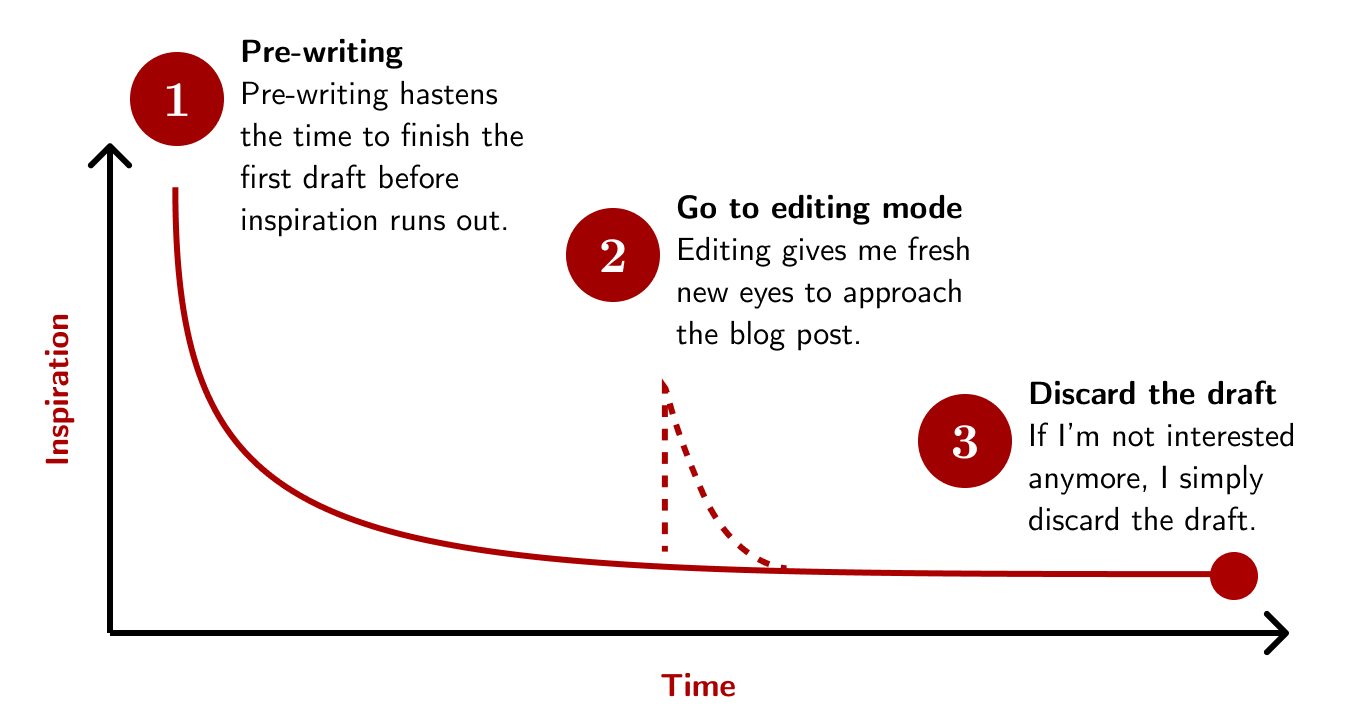 1
Pre-writing
Pre-writing hastens
the time to finish the
first draft before
inspiration runs out.
2
Go to editing mode
Editing gives me fresh
new eyes to approach
the blog post.
3
Discard the draft
If I'm not interested
anymore, I simply
discard the draft.
Inspiration
Time